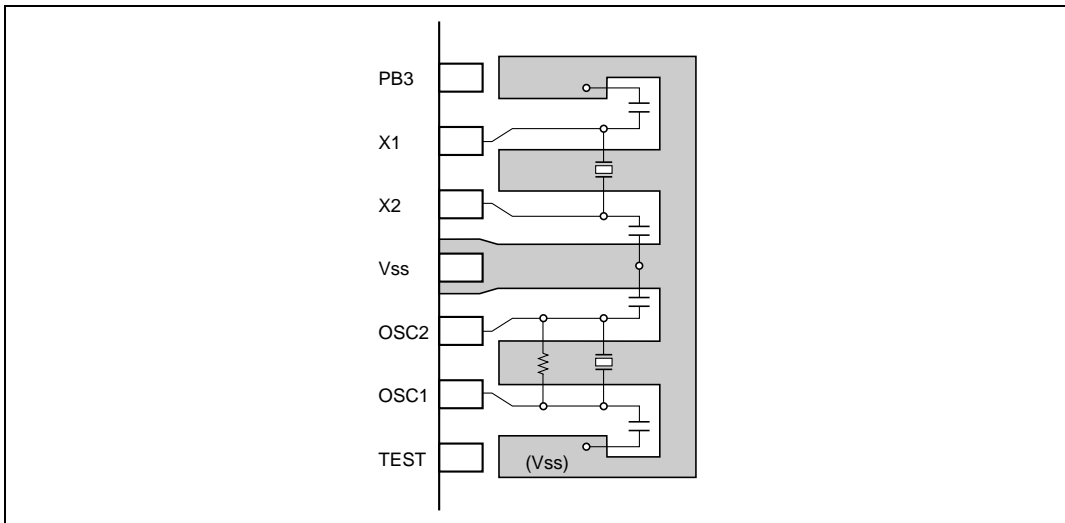 PB3
X1
X2
Vss
OSC2
OSC1
TEST
(Vss)